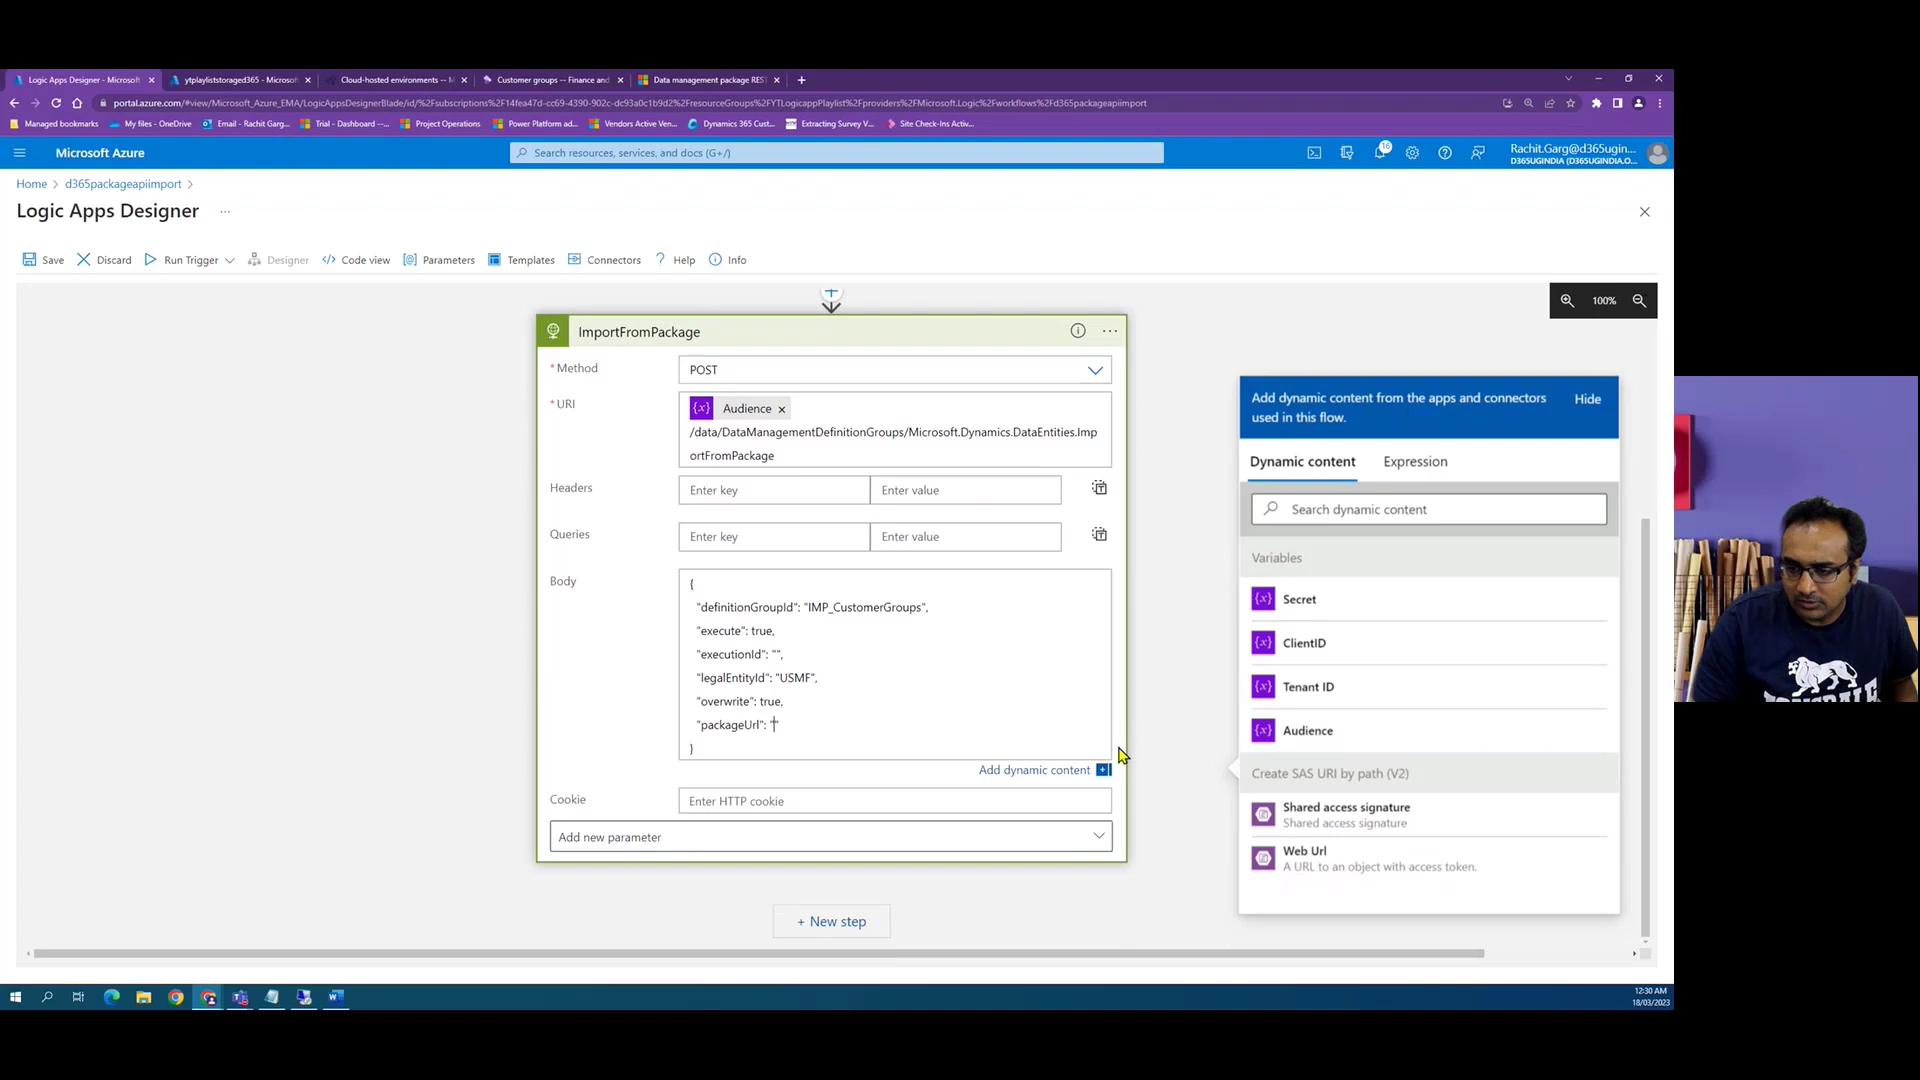 Logic Apps Designer - Microsoft
ytplayliststoraged365 - Microsof
Cloud-hosted environments -- M
Customer groups -- Finance and
Data management package REST
portal.azure.com/#view/Microsoft_Azure_EMA/LogicAppsDesignerBlade/id/%2Fsubscriptions%2F14fea47d-cc69-4390-902c-dc93a0c1b9d2%2FresourceGroups%2FYTLogicappPlaylist%2Fproviders%2FMicrosoft.Logic%2Fworkflows%2Fd365packageapiimport
Managed bookmarks
My files - OneDrive
Email - Rachit Garg...
Trial - Dashboard --...
Project Operations
Power Platform ad...
Vendors Active Ven...
Dynamics 365 Cust...
Extracting Survey V...
Site Check-Ins Activ...
Microsoft Azure
Search resources, services, and docs (G+/)
16
Rachit.Garg@d365ugin...
D365UGINDIA (D365UGINDIA.O...
Home > d365packageapiimport >
Logic Apps Designer ...
Save
Discard
Run Trigger
Designer
Code view
Parameters
Templates
Connectors
Help
Info
100%
ImportFromPackage
* Method
POST
* URI
{x} Audience ×
/data/DataManagementDefinitionGroups/Microsoft.Dynamics.DataEntities.Imp
ortFromPackage
Headers
Enter key
Enter value
Queries
Enter key
Enter value
Body
{
"definitionGroupId": "IMP_CustomerGroups",
"execute": true,
"executionId": "",
"legalEntityId": "USMF",
"overwrite": true,
"packageUrl": ""
}
Add dynamic content
Cookie
Enter HTTP cookie
Add new parameter
+ New step
Add dynamic content from the apps and connectors
used in this flow.
Hide
Dynamic content
Expression
Search dynamic content
Variables
{x} Secret
{x} ClientID
{x} Tenant ID
{x} Audience
Create SAS URI by path (V2)
Shared access signature
Shared access signature
Web Url
A URL to an object with access token.
12:30 AM
18/03/2023